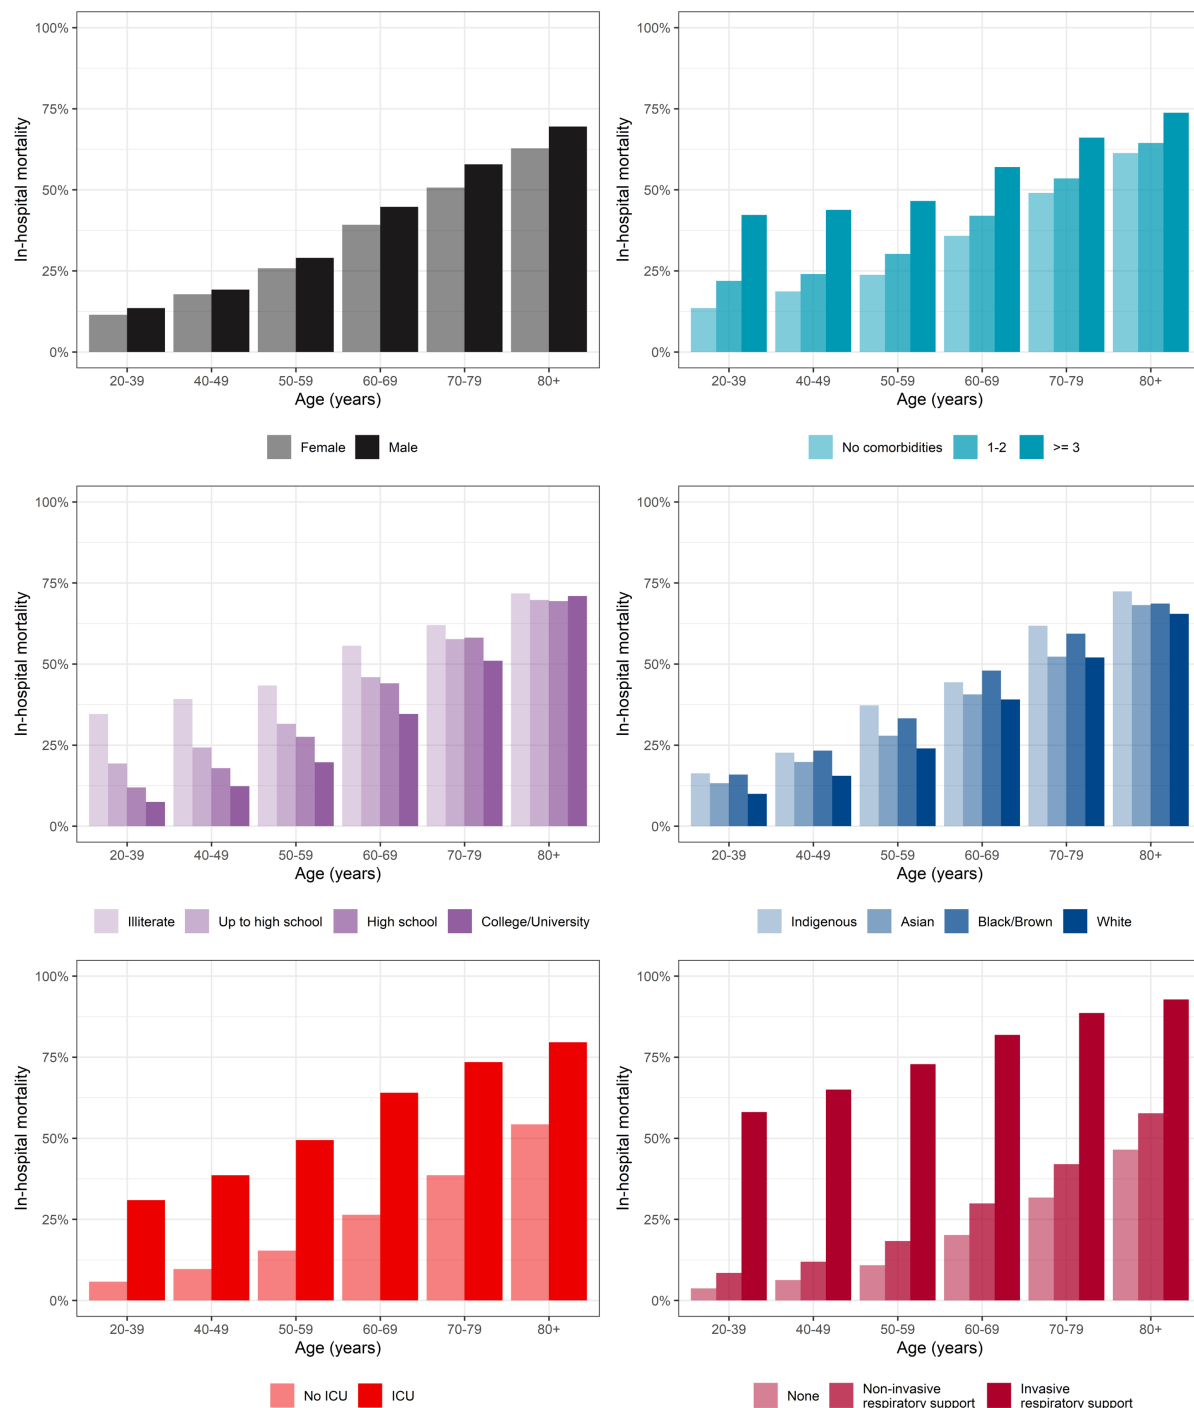 100%
75%
50%
25%
0%
In-hospital mortality
20-39 40-49 50-59 60-69 70-79 80+
Age (years)
Female Male
100%
75%
50%
25%
0%
In-hospital mortality
20-39 40-49 50-59 60-69 70-79 80+
Age (years)
No comorbidities 1-2 >= 3
100%
75%
50%
25%
0%
In-hospital mortality
20-39 40-49 50-59 60-69 70-79 80+
Age (years)
Illiterate Up to high school High school College/University
100%
75%
50%
25%
0%
In-hospital mortality
20-39 40-49 50-59 60-69 70-79 80+
Age (years)
Indigenous Asian Black/Brown White
100%
75%
50%
25%
0%
In-hospital mortality
20-39 40-49 50-59 60-69 70-79 80+
Age (years)
No ICU ICU
100%
75%
50%
25%
0%
In-hospital mortality
20-39 40-49 50-59 60-69 70-79 80+
Age (years)
None
Non-invasive
respiratory support
Invasive
respiratory support